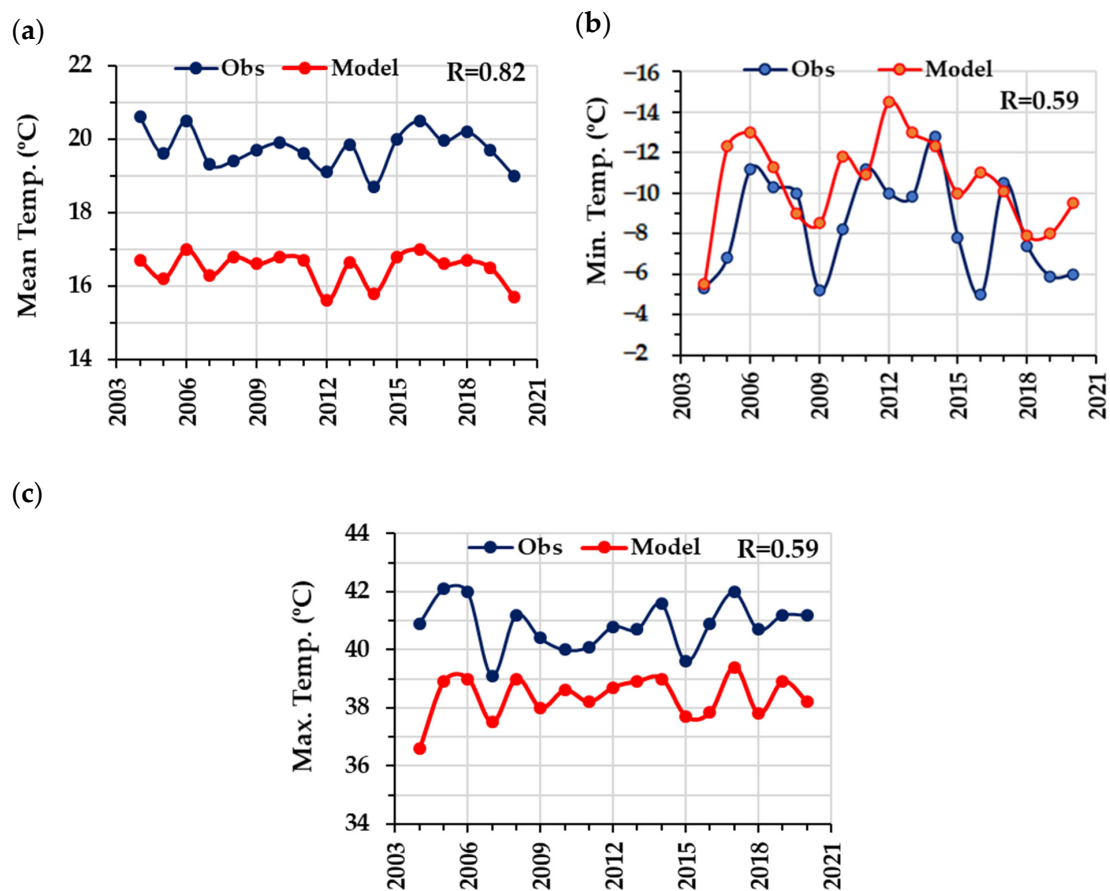 (a)
Obs Model R=0.82
Mean Temp. (ºC)
22
20
18
16
14
2003 2006 2009 2012 2015 2018 2021
(b)
Obs Model
R=0.59
Min. Temp. (ºC)
−16
−14
−12
−10
−8
−6
−4
−2
2003 2006 2009 2012 2015 2018 2021
(c)
Obs Model R=0.59
Max. Temp. (ºC)
44
42
40
38
36
34
2003 2006 2009 2012 2015 2018 2021